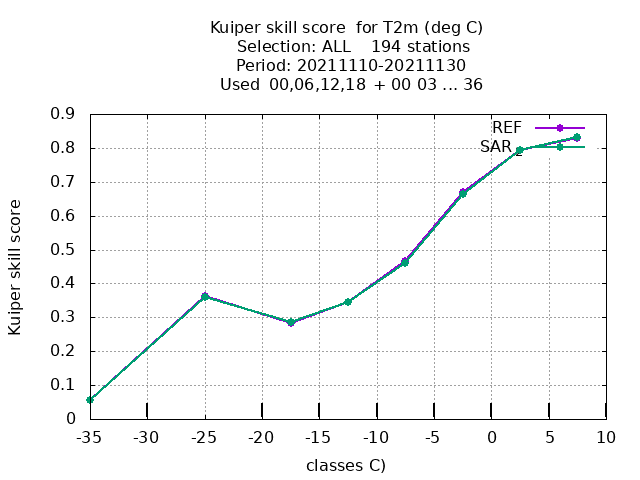 Kuiper skill score for T2m (deg C)
Selection: ALL 194 stations
Period: 20211110-20211130
Used 00,06,12,18 + 00 03 ... 36
0.9
0.8
0.7
0.6
0.5
0.4
0.3
0.2
0.1
0
Kuiper skill score
REF
SAR_
-35 -30 -25 -20 -15 -10 -5 0 5 10
classes C)